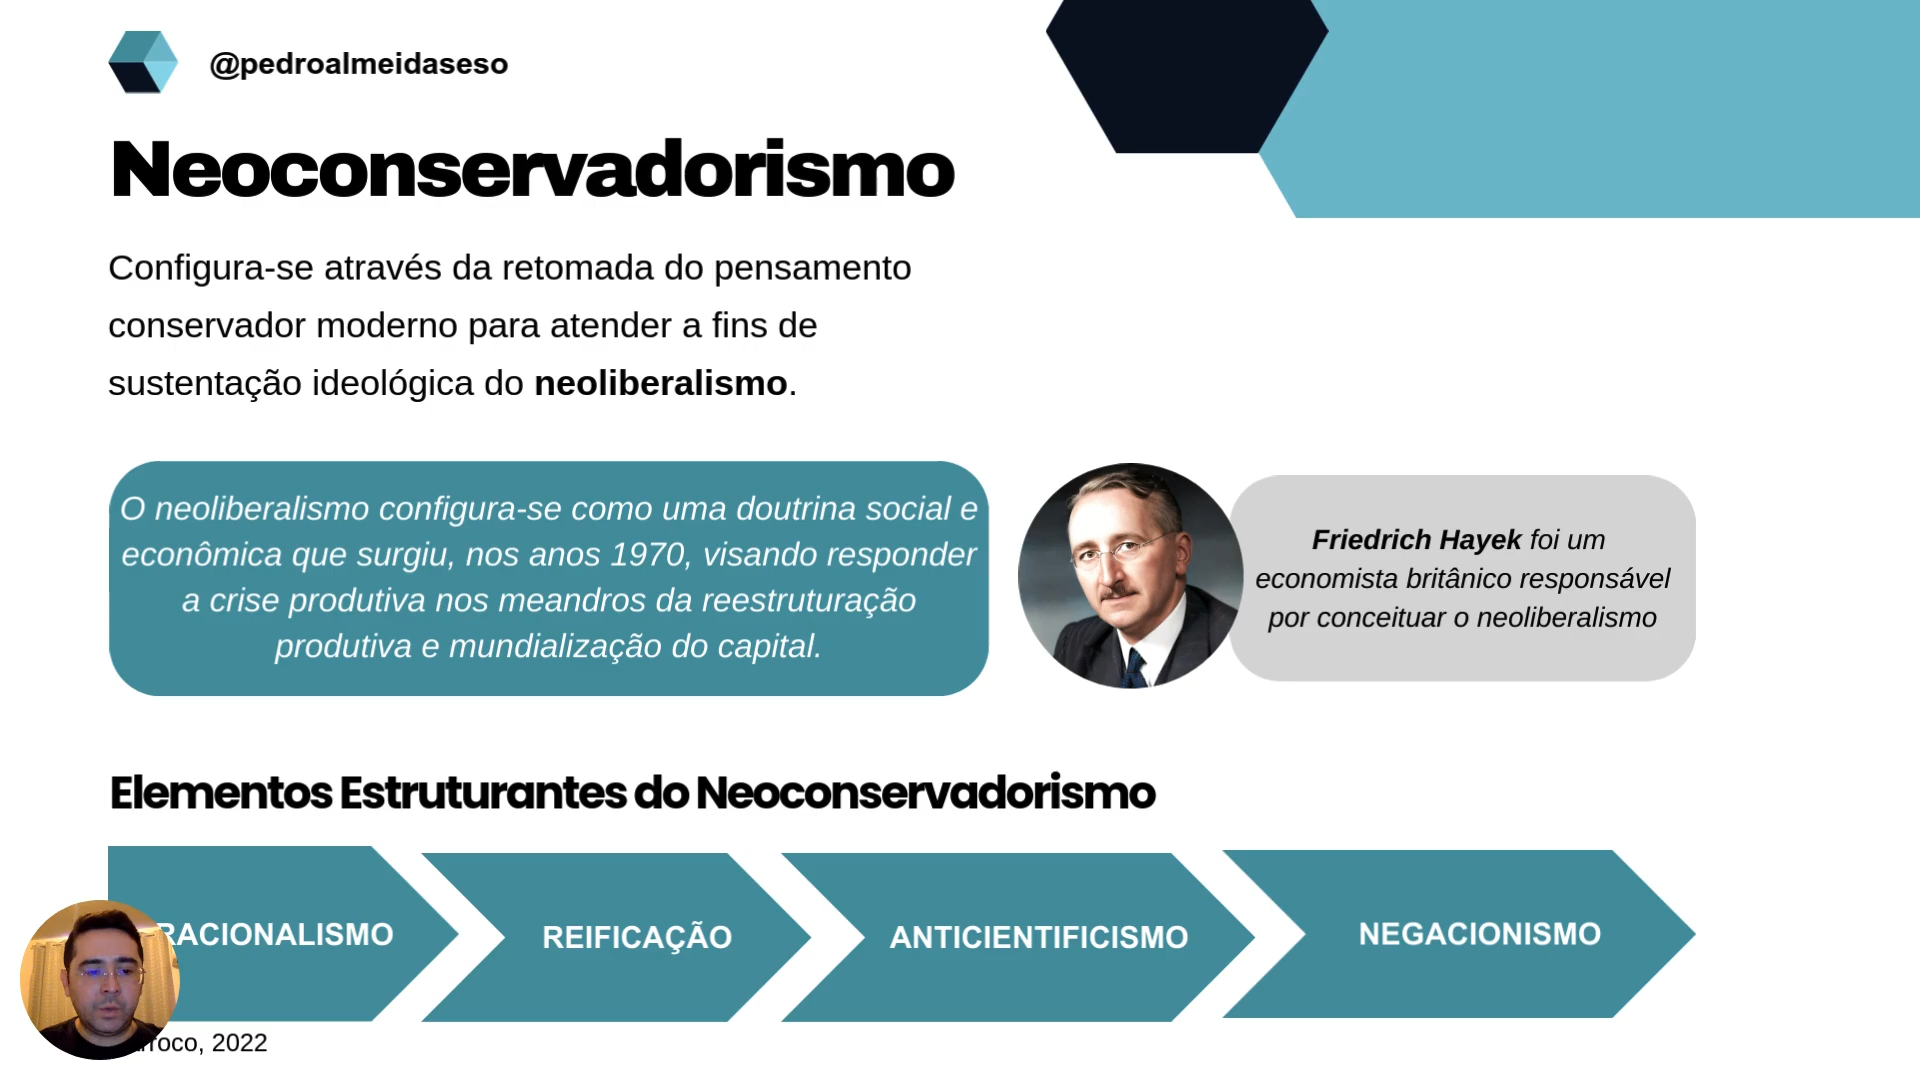 @pedroalmeidaseso
Neoconservadorismo
Configura-se através da retomada do pensamento
conservador moderno para atender a fins de
sustentação ideológica do neoliberalismo.
O neoliberalismo configura-se como uma doutrina social e
econômica que surgiu, nos anos 1970, visando responder
a crise produtiva nos meandros da reestruturação
produtiva e mundialização do capital.
Friedrich Hayek foi um
economista britânico responsável
por conceituar o neoliberalismo
Elementos Estruturantes do Neoconservadorismo
RACIONALISMO
REIFICAÇÃO
ANTICIENTIFICISMO
NEGACIONISMO
2022